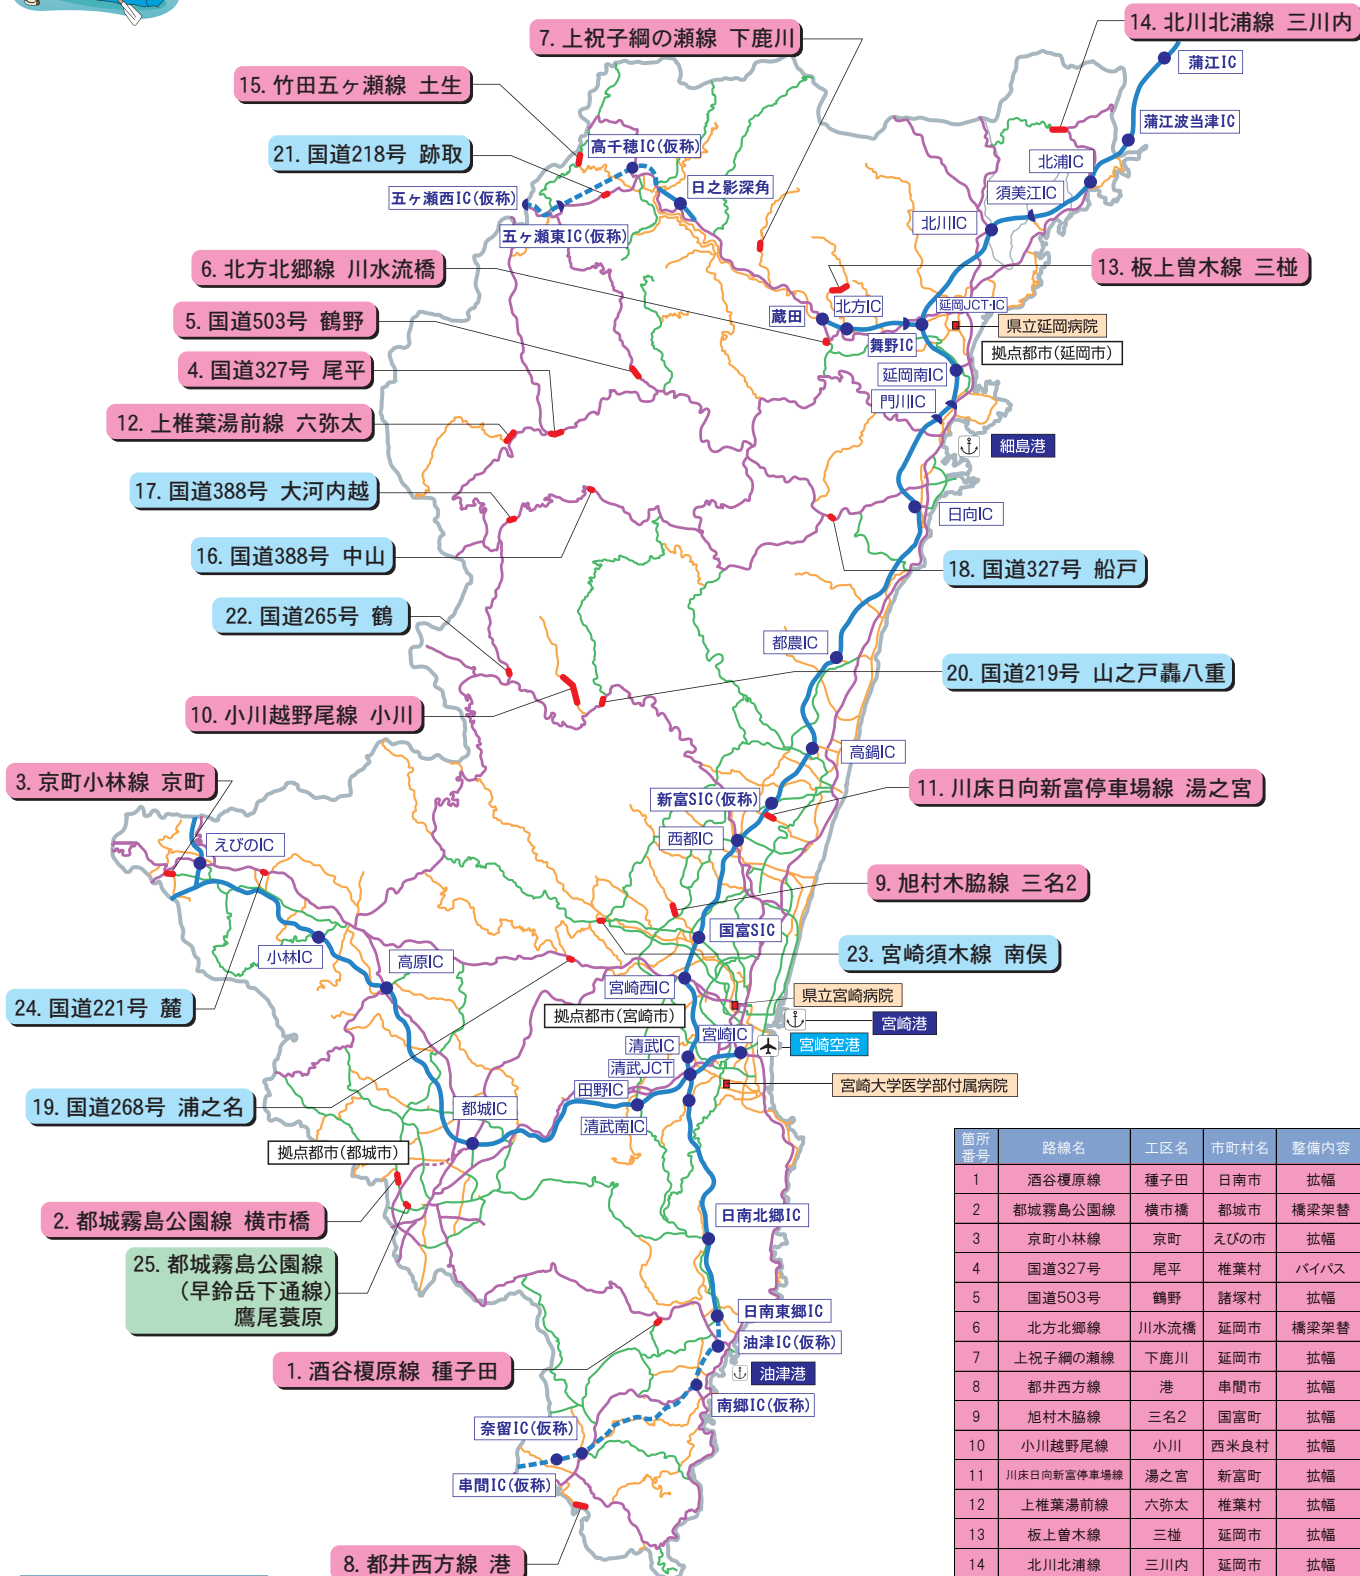 7. 上祝子綱の瀬線 下鹿川
14. 北川北浦線 三川内
蒲江IC
15. 竹田五ヶ瀬線 土生
蒲江波当津IC
21. 国道218号 跡取
高千穂IC(仮称)
北浦IC
日之影深角
須美江IC
五ヶ瀬西IC(仮称)
北川IC
五ヶ瀬東IC(仮称)
6. 北方北郷線 川水流橋
13. 板上曽木線 三椪
5. 国道503号 鶴野
蔵田
北方IC
延岡JCT・IC
県立延岡病院
舞野IC
拠点都市(延岡市)
4. 国道327号 尾平
延岡南IC
門川IC
12. 上椎葉湯前線 六弥太
細島港
17. 国道388号 大河内越
日向IC
16. 国道388号 中山
18. 国道327号 船戸
22. 国道265号 鶴
都農IC
20. 国道219号 山之戸轟八重
10. 小川越野尾線 小川
高鍋IC
3. 京町小林線 京町
新富SIC(仮称)
11. 川床日向新富停車場線 湯之宮
えびのIC
西都IC
9. 旭村木脇線 三名2
国富SIC
小林IC
高原IC
23. 宮崎須木線 南俣
宮崎西IC
24. 国道221号 麓
県立宮崎病院
拠点都市(宮崎市)
宮崎港
宮崎IC
清武IC
宮崎空港
清武JCT
宮崎大学医学部付属病院
田野IC
19. 国道268号 浦之名
都城IC
清武南IC
拠点都市(都城市)
2. 都城霧島公園線 横市橋
日南北郷IC
25. 都城霧島公園線
(早鈴岳下通線)
鷹尾蓑原
日南東郷IC
油津IC(仮称)
1. 酒谷榎原線 種子田
油津港
南郷IC(仮称)
奈留IC(仮称)
串間IC(仮称)
8. 都井西方線 港
箇所番号 路線名 工区名 市町村名 整備内容
1 酒谷榎原線 種子田 日南市 拡幅
2 都城霧島公園線 横市橋 都城市 橋梁架替
3 京町小林線 京町 えびの市 拡幅
4 国道327号 尾平 椎葉村 バイパス
5 国道503号 鶴野 諸塚村 拡幅
6 北方北郷線 川水流橋 延岡市 橋梁架替
7 上祝子綱の瀬線 下鹿川 延岡市 拡幅
8 都井西方線 港 串間市 拡幅
9 旭村木脇線 三名2 国富町 拡幅
10 小川越野尾線 小川 西米良村 拡幅
11 川床日向新富停車場線 湯之宮 新富町 拡幅
12 上椎葉湯前線 六弥太 椎葉村 拡幅
13 板上曽木線 三椪 延岡市 拡幅
14 北川北浦線 三川内 延岡市 拡幅